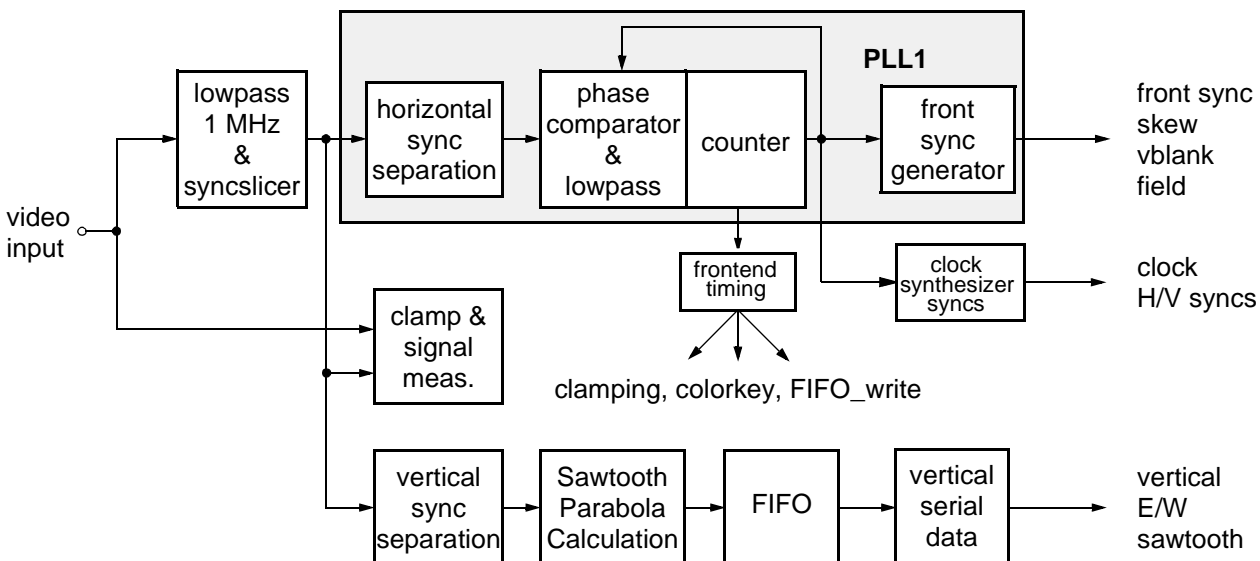 PLL1
lowpass
1 MHz
&
syncslicer
horizontal
sync
separation
phase
comparator
&
lowpass
counter
front
sync
generator
front sync
skew
vblank
field
video
input
frontend
timing
clock
synthesizer
syncs
clock
H/V syncs
clamp &
signal
meas.
clamping, colorkey, FIFO_write
vertical
sync
separation
Sawtooth
Parabola
Calculation
FIFO
vertical
serial
data
vertical
E/W
sawtooth